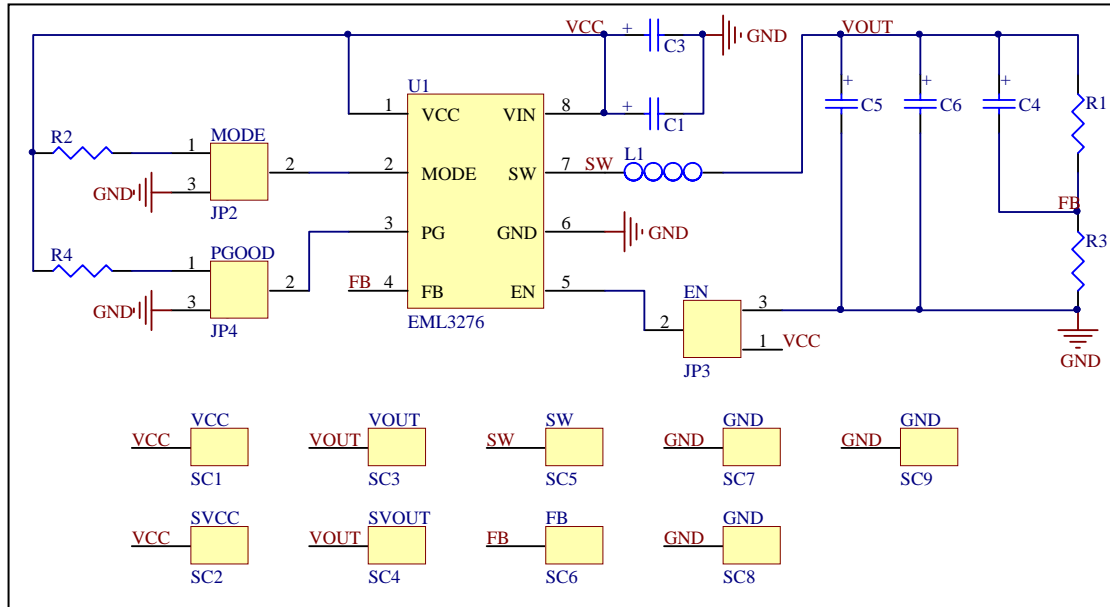 VCC + C3 GND VOUT
U1
1 VCC VIN 8 + C1
+ C5 + C6 + C4 R1
R2 1 MODE 2 2 MODE SW 7 SW L1
GND 3 JP2
FB
R4 1 PGOOD 2 3 PG GND 6 GND R3
GND 3 JP4 FB 4 FB EN 5
EML3276
EN
2 3
1 VCC
JP3
GND
VCC VOUT SW GND GND
VCC VOUT SW GND GND
SC1 SC3 SC5 SC7 SC9
SVCC SVOUT FB GND
VCC VOUT FB GND
SC2 SC4 SC6 SC8